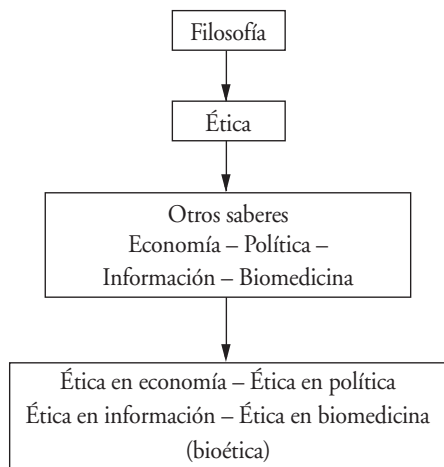 Filosofía
Ética
Otros saberes
Economía – Política –
Información – Biomedicina
Ética en economía – Ética en política
Ética en información – Ética en biomedicina
(bioética)